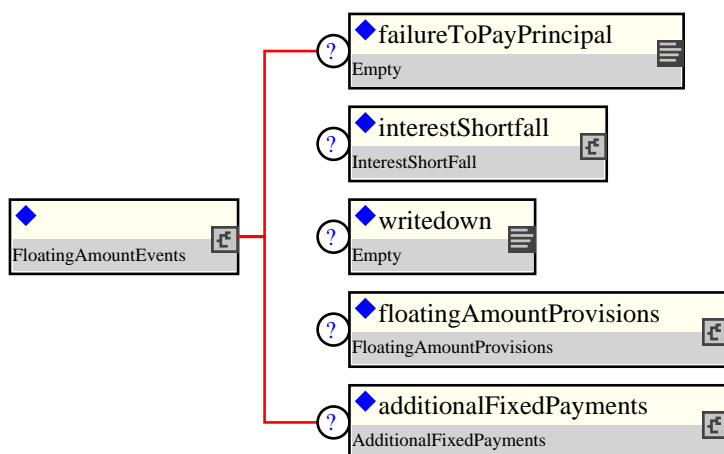 ?
failureToPayPrincipal
Empty
?
interestShortfall
InterestShortFall
FloatingAmountEvents
?
writedown
Empty
?
floatingAmountProvisions
FloatingAmountProvisions
?
additionalFixedPayments
AdditionalFixedPayments